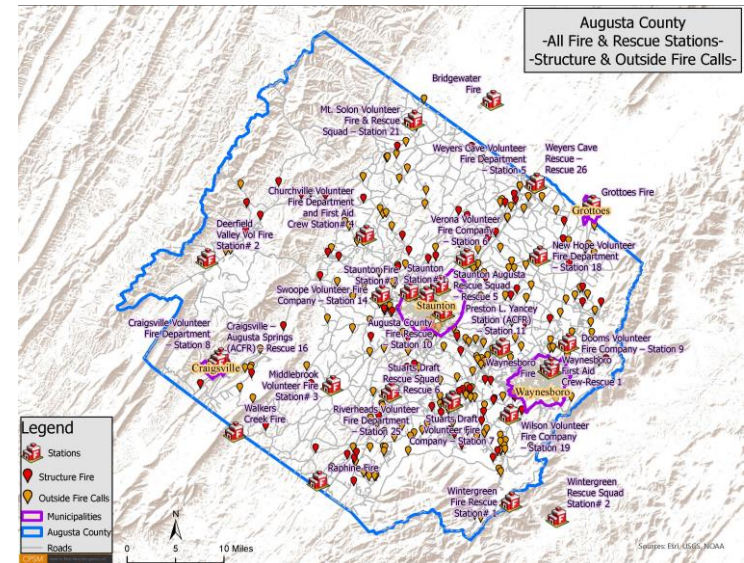 Augusta County
-All Fire & Rescue Stations-
-Structure & Outside Fire Calls-
Bridgewater
Fire
Mt. Solon Volunteer
Fire & Rescue
Squad – Station 21
Weyers Cave Volunteer
Fire Department
– Station 5
Weyers Cave
Rescue –
Rescue 26
Grottoes Fire
Grottoes
Churchville Volunteer
Fire Department
and First Aid
Crew Station# 4
Verona Volunteer
Fire Company
– Station 6
Deerfield
Valley Vol Fire
Station# 2
New Hope Volunteer
Fire Department
– Station 18
Staunton Fire
Station# 2
Staunton
Station# 1
Staunton Augusta
Rescue Squad
– Rescue 5
Swoope Volunteer Fire
Company – Station 14
Staunton
Preston L. Yancey
Station (ACFR)
– Station 11
Augusta County
Fire Rescue
– Station 10
Craigsville Volunteer
Fire Department
– Station 8
Craigsville –
Augusta Springs
(ACFR) – Rescue 16
Craigsville
Dooms Volunteer
Fire Company – Station 9
Waynesboro
Fire
Waynesboro
First Aid
Crew-Rescue 1
Waynesboro
Middlebrook
Volunteer Fire
Station# 3
Stuarts Draft
Rescue Squad
– Rescue 6
Walkers
Creek Fire
Riverheads Volunteer
Fire Department
– Station 25
Stuarts Draft
Volunteer Fire
Company – Station 7
Wilson Volunteer
Fire Company
– Station 19
Raphine Fire
Wintergreen
Fire Rescue
Station# 1
Wintergreen
Rescue Squad
Station# 2
Legend
Stations
Structure Fire
Outside Fire Calls
Municipalities
Augusta County
Roads
CPSM
N
0 5 10 Miles
Sources: Esri, USGS, NOAA